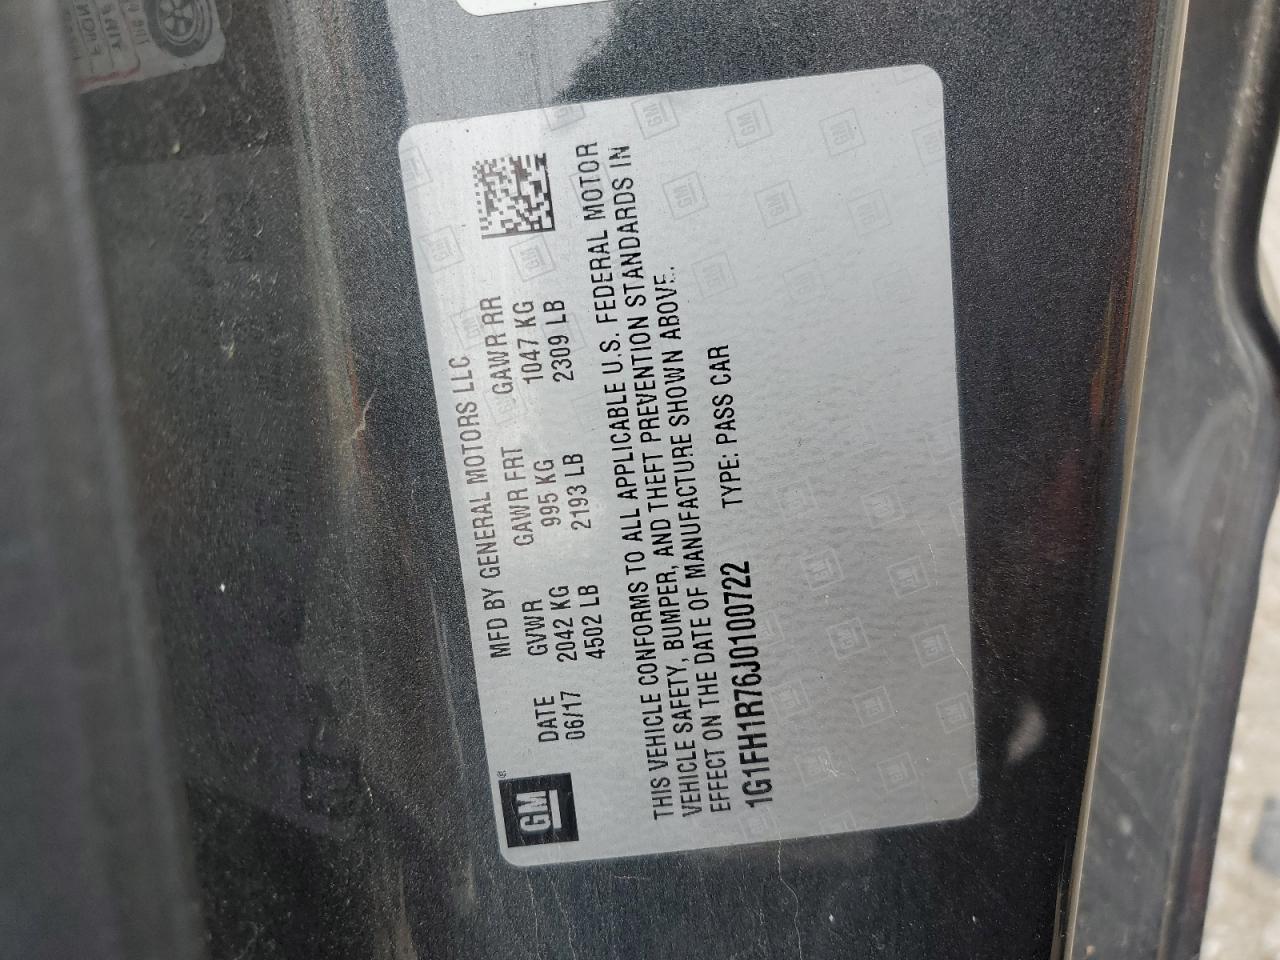 MFD BY GENERAL MOTORS LLC
DATE GVWR GAWR FRT GAWR RR
06/17 2042 KG 995 KG 1047 KG
4502 LB 2193 LB 2309 LB
GM®
THIS VEHICLE CONFORMS TO ALL APPLICABLE U.S. FEDERAL MOTOR
VEHICLE SAFETY, BUMPER, AND THEFT PREVENTION STANDARDS IN
EFFECT ON THE DATE OF MANUFACTURE SHOWN ABOVE.
1G1FH1R76J0100722 TYPE: PASS CAR